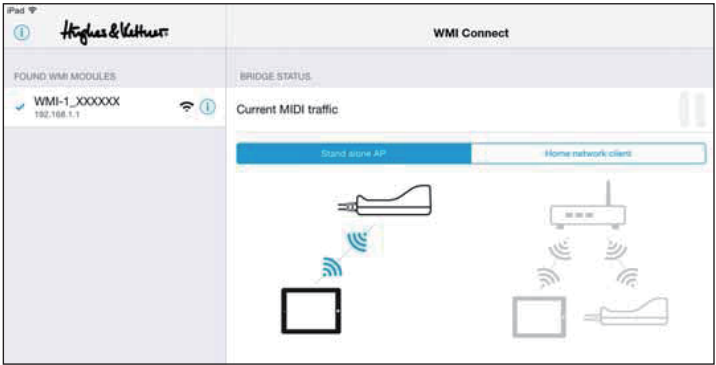 iPad
Hughes & Kettner
WMI Connect
FOUND WMI MODULES
BRIDGE STATUS
WMI-1_XXXXXX
192.168.1.1
Current MIDI traffic
Stand alone AP
Home network client